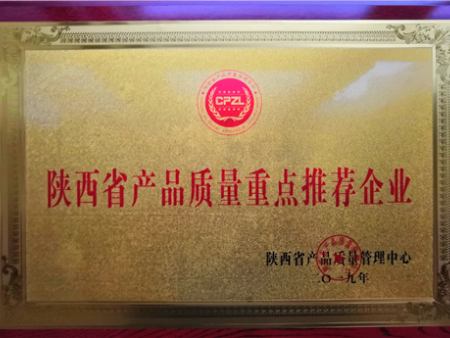 CPZL
陕西省产品质量重点推荐企业
陕西省产品质量管理中心
二〇一九年